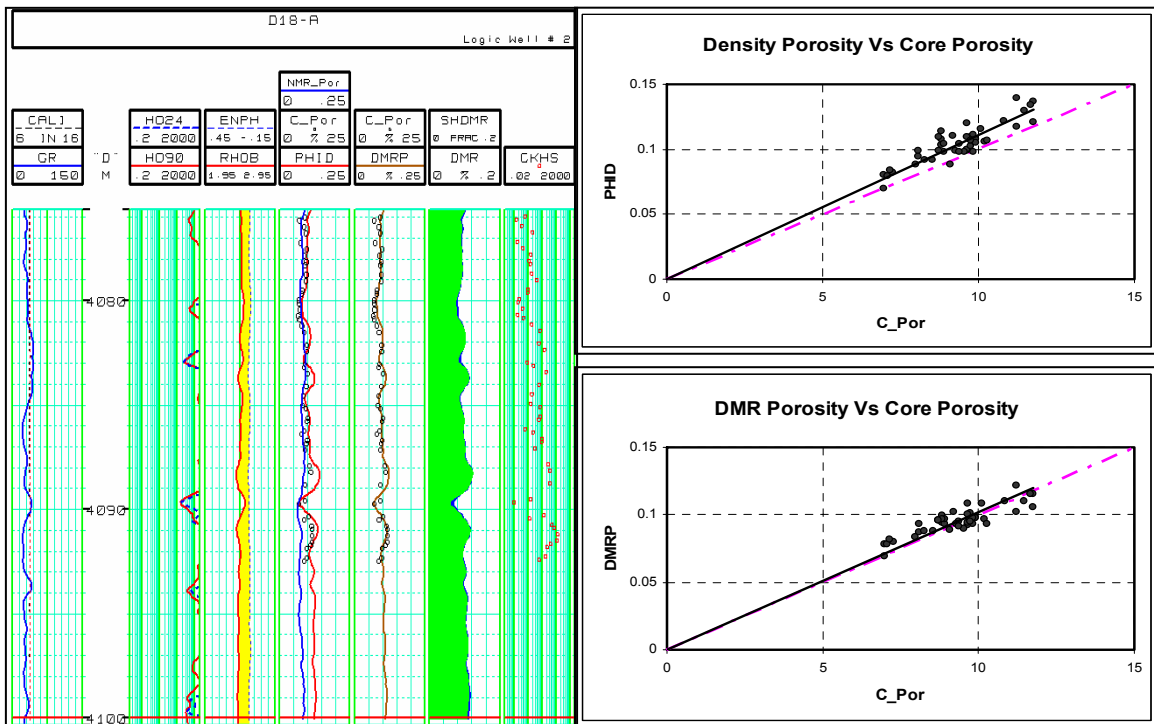 D18-A
Logic Well # 2
NMR_Por
0 .25
CALI
6 IN 16
HO24
.2 2000
ENPH
.45 -.15
C_Por
0 % 25
C_Por
0 % 25
SHDMR
0 FRAC .2
GR
0 150
"D"
M
HO90
.2 2000
RHOB
1.95 2.95
PHID
0 .25
DMRP
0 % .25
DMR
0 % .2
CKHS
.02 2000
4080
4090
4100
Density Porosity Vs Core Porosity
0.15
0.1
0.05
0
PHID
0 5 10 15
C_Por
DMR Porosity Vs Core Porosity
0.15
0.1
0.05
0
DMRP
0 5 10 15
C_Por